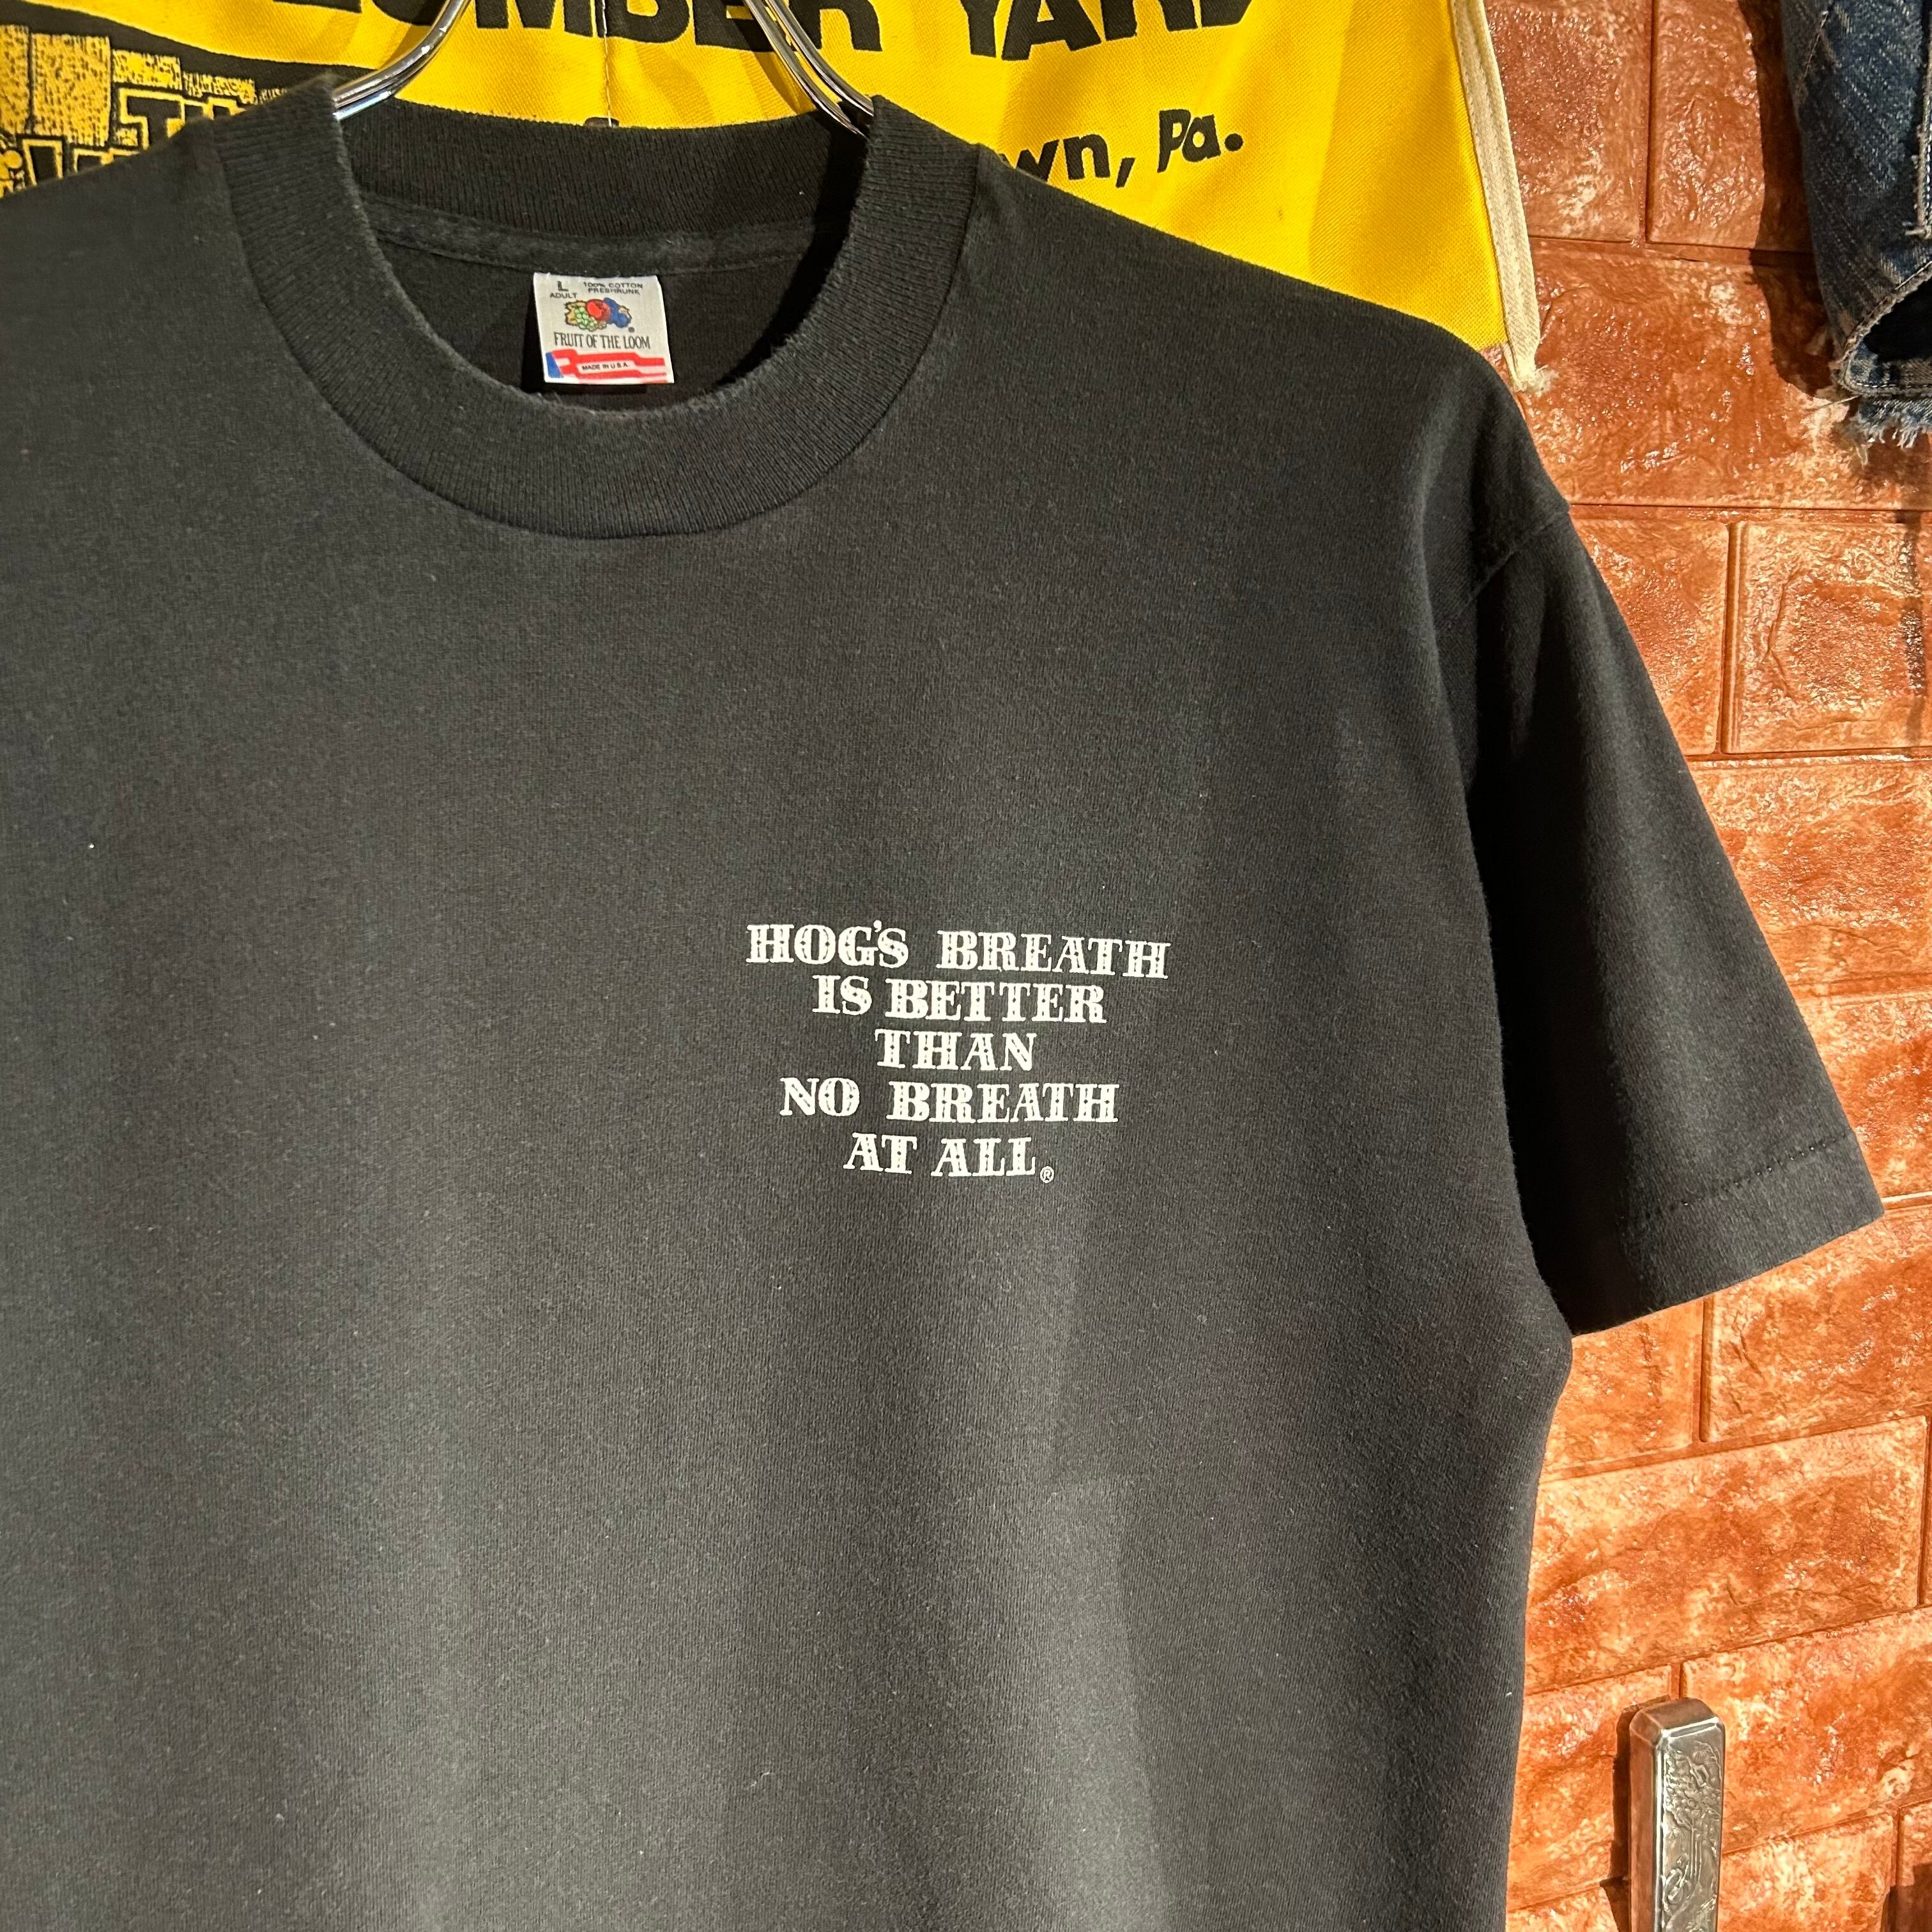 LUMBER YARD
Pa.
L
ADULT
100% COTTON
PRESHRUNK
FRUIT OF THE LOOM
MADE IN U.S.A.
HOG'S BREATH
IS BETTER
THAN
NO BREATH
AT ALL®